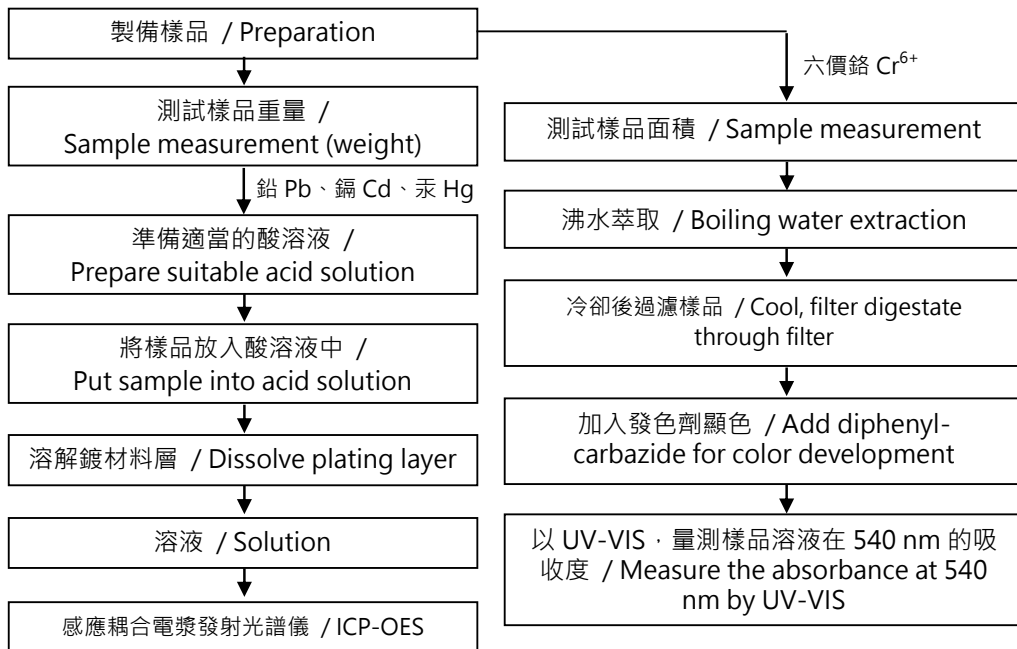 製備樣品 / Preparation
測試樣品重量 /
Sample measurement (weight)
鉛 Pb、鎘 Cd、汞 Hg
準備適當的酸溶液 /
Prepare suitable acid solution
將樣品放入酸溶液中 /
Put sample into acid solution
溶解鍍材料層 / Dissolve plating layer
溶液 / Solution
感應耦合電漿發射光譜儀 / ICP-OES
六價鉻 Cr⁶⁺
測試樣品面積 / Sample measurement
沸水萃取 / Boiling water extraction
冷卻後過濾樣品 / Cool, filter digestate
through filter
加入發色劑顯色 / Add diphenyl-
carbazide for color development
以 UV-VIS，量測樣品溶液在 540 nm 的吸
收度 / Measure the absorbance at 540
nm by UV-VIS